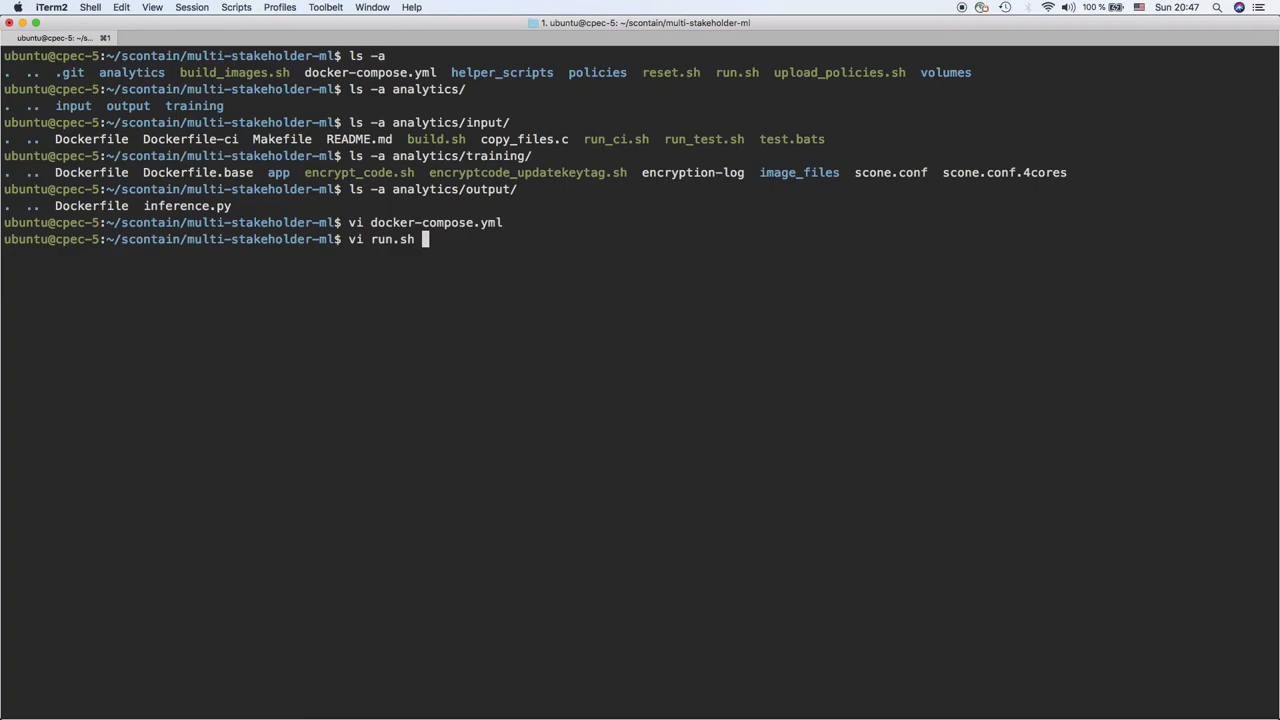 iTerm2 Shell Edit View Session Scripts Profiles Toolbelt Window Help 100 % Sun 20:47
1. ubuntu@cpec-5: ~/scontain/multi-stakeholder-ml
ubuntu@cpec-5: ~/s... ⌘1
ubuntu@cpec-5:~/scontain/multi-stakeholder-ml$ ls -a
. .. .git analytics build_images.sh docker-compose.yml helper_scripts policies reset.sh run.sh upload_policies.sh volumes
ubuntu@cpec-5:~/scontain/multi-stakeholder-ml$ ls -a analytics/
. .. input output training
ubuntu@cpec-5:~/scontain/multi-stakeholder-ml$ ls -a analytics/input/
. .. Dockerfile Dockerfile-ci Makefile README.md build.sh copy_files.c run_ci.sh run_test.sh test.bats
ubuntu@cpec-5:~/scontain/multi-stakeholder-ml$ ls -a analytics/training/
. .. Dockerfile Dockerfile.base app encrypt_code.sh encryptcode_updatekeytag.sh encryption-log image_files scone.conf scone.conf.4cores
ubuntu@cpec-5:~/scontain/multi-stakeholder-ml$ ls -a analytics/output/
. .. Dockerfile inference.py
ubuntu@cpec-5:~/scontain/multi-stakeholder-ml$ vi docker-compose.yml
ubuntu@cpec-5:~/scontain/multi-stakeholder-ml$ vi run.sh